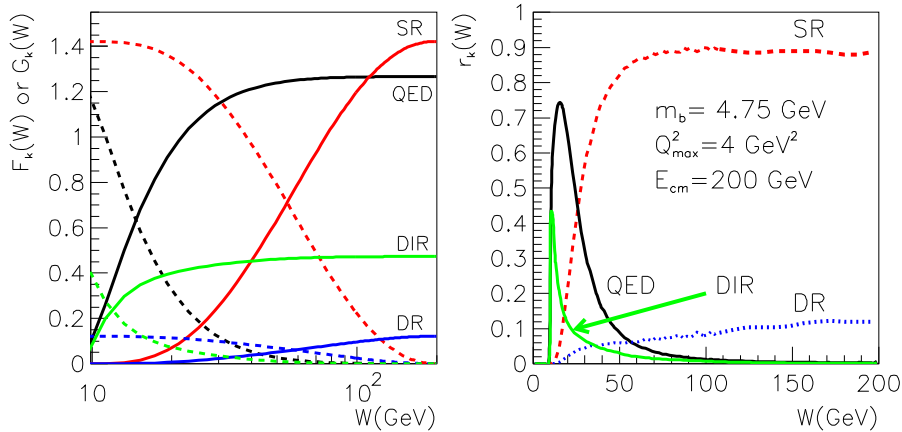 F_k(W) or G_k(W)
1.4
1.2
1
0.8
0.6
0.4
0.2
0
SR
QED
DIR
DR
10
10^2
W(GeV)
r_k(W)
1
0.9
0.8
0.7
0.6
0.5
0.4
0.3
0.2
0.1
0
SR
m_b= 4.75 GeV
Q^2_max=4 GeV^2
E_cm=200 GeV
QED
DIR
DR
0
50
100
150
200
W(GeV)